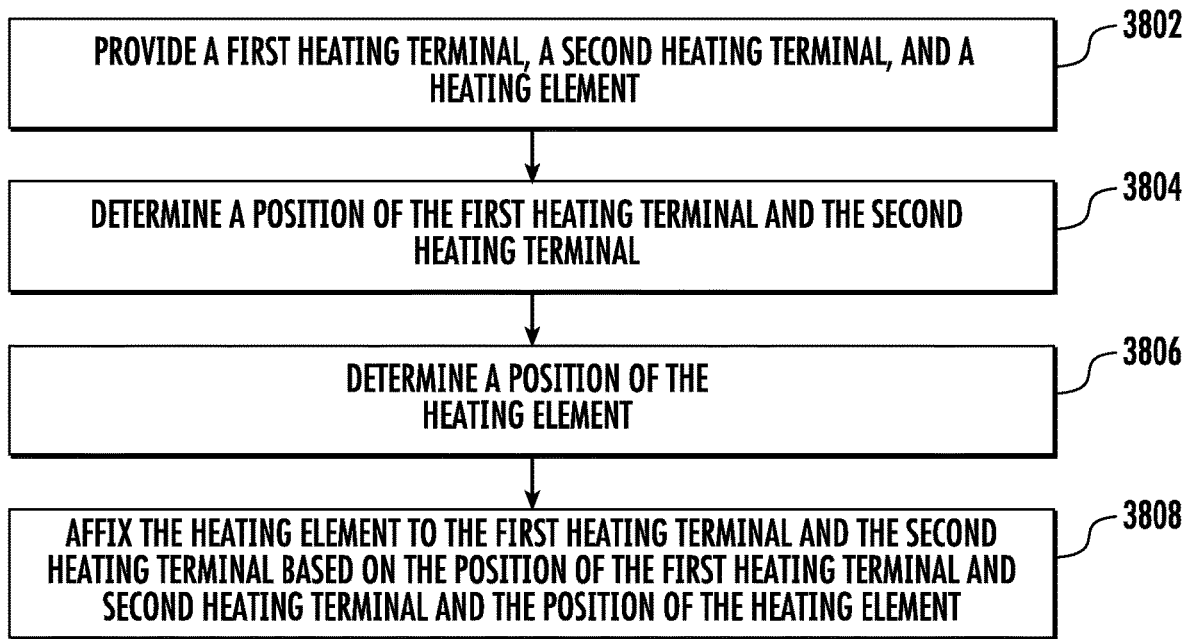 PROVIDE A FIRST HEATING TERMINAL, A SECOND HEATING TERMINAL, AND A
HEATING ELEMENT
3802
DETERMINE A POSITION OF THE FIRST HEATING TERMINAL AND THE SECOND
HEATING TERMINAL
3804
DETERMINE A POSITION OF THE
HEATING ELEMENT
3806
AFFIX THE HEATING ELEMENT TO THE FIRST HEATING TERMINAL AND THE SECOND
HEATING TERMINAL BASED ON THE POSITION OF THE FIRST HEATING TERMINAL AND
SECOND HEATING TERMINAL AND THE POSITION OF THE HEATING ELEMENT
3808